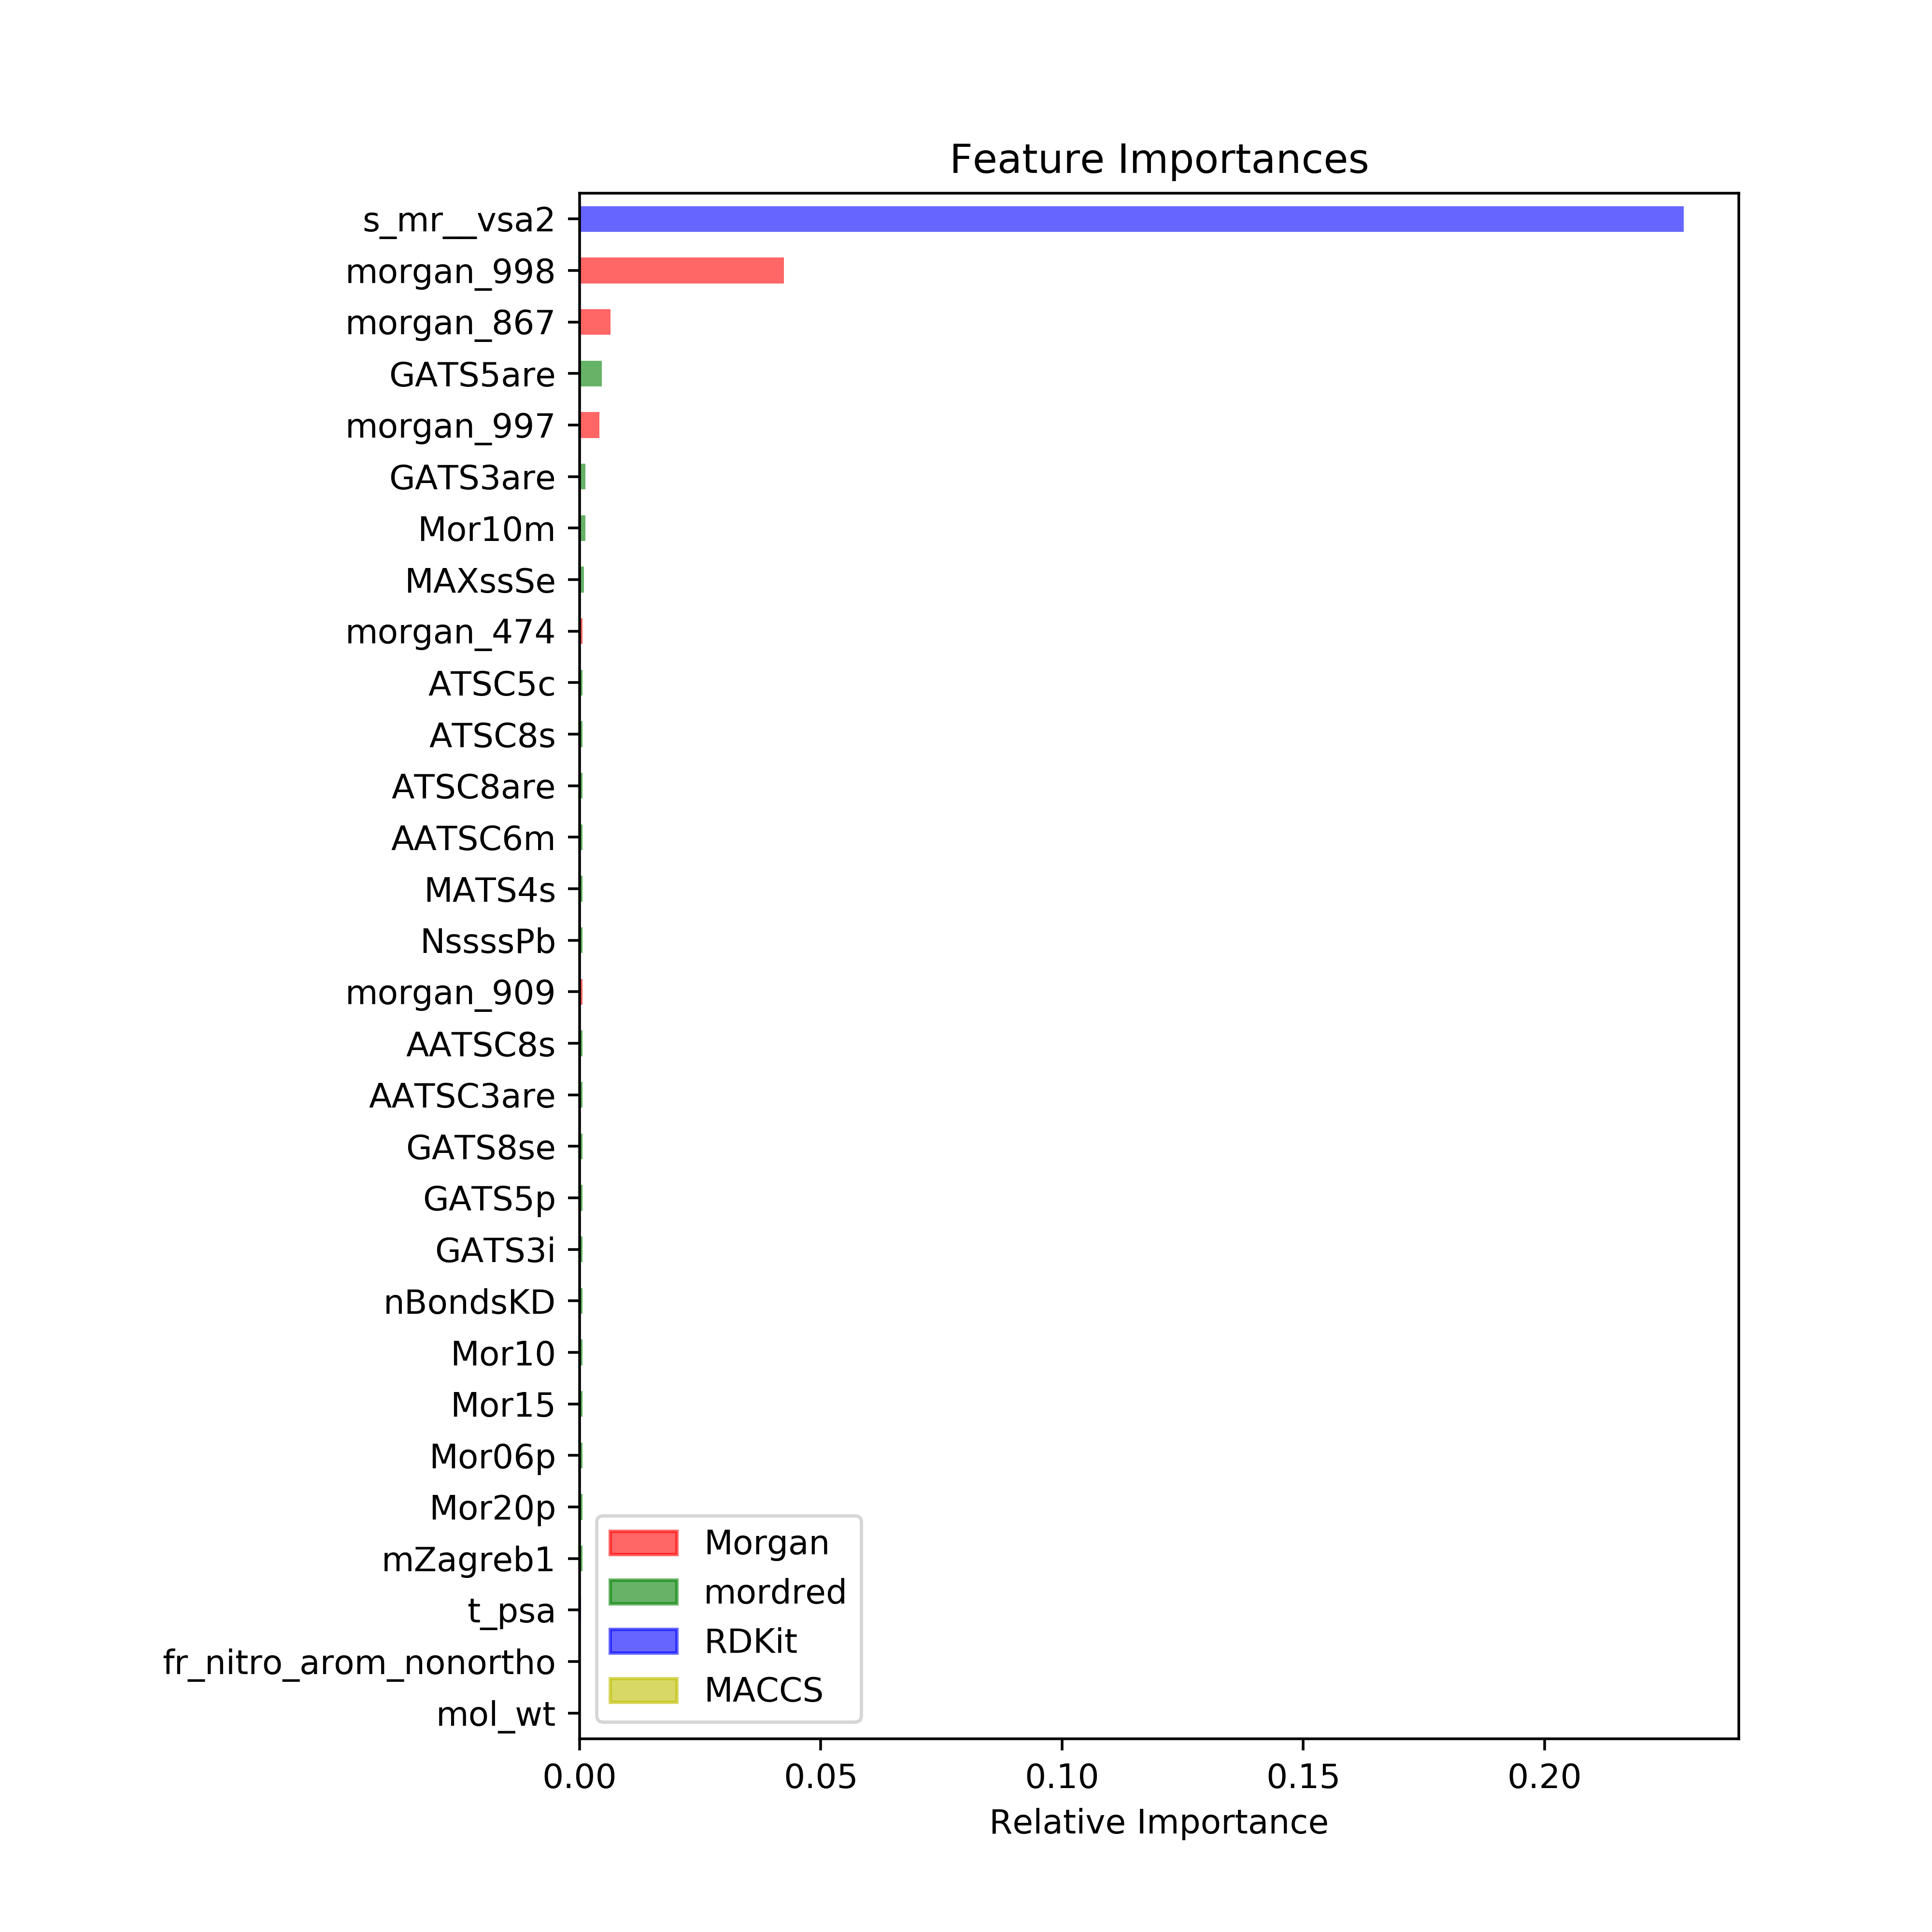 Feature Importances
s_mr__vsa2
morgan_998
morgan_867
GATS5are
morgan_997
GATS3are
Mor10m
MAXssSe
morgan_474
ATSC5c
ATSC8s
ATSC8are
AATSC6m
MATS4s
NssssPb
morgan_909
AATSC8s
AATSC3are
GATS8se
GATS5p
GATS3i
nBondsKD
Mor10
Mor15
Mor06p
Mor20p
mZagreb1
t_psa
fr_nitro_arom_nonortho
mol_wt
Morgan
mordred
RDKit
MACCS
0.00 0.05 0.10 0.15 0.20
Relative Importance